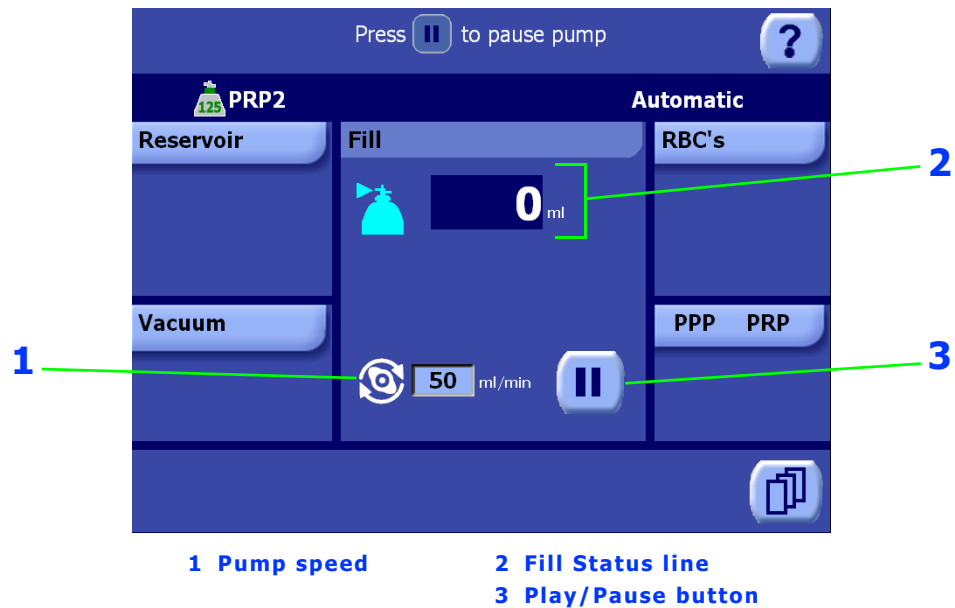 Press II to pause pump
?
125 PRP2 Automatic
Reservoir Fill RBC's
2
0 ml
Vacuum PPP PRP
1
3
50 ml/min
1 Pump speed 2 Fill Status line
3 Play/Pause button